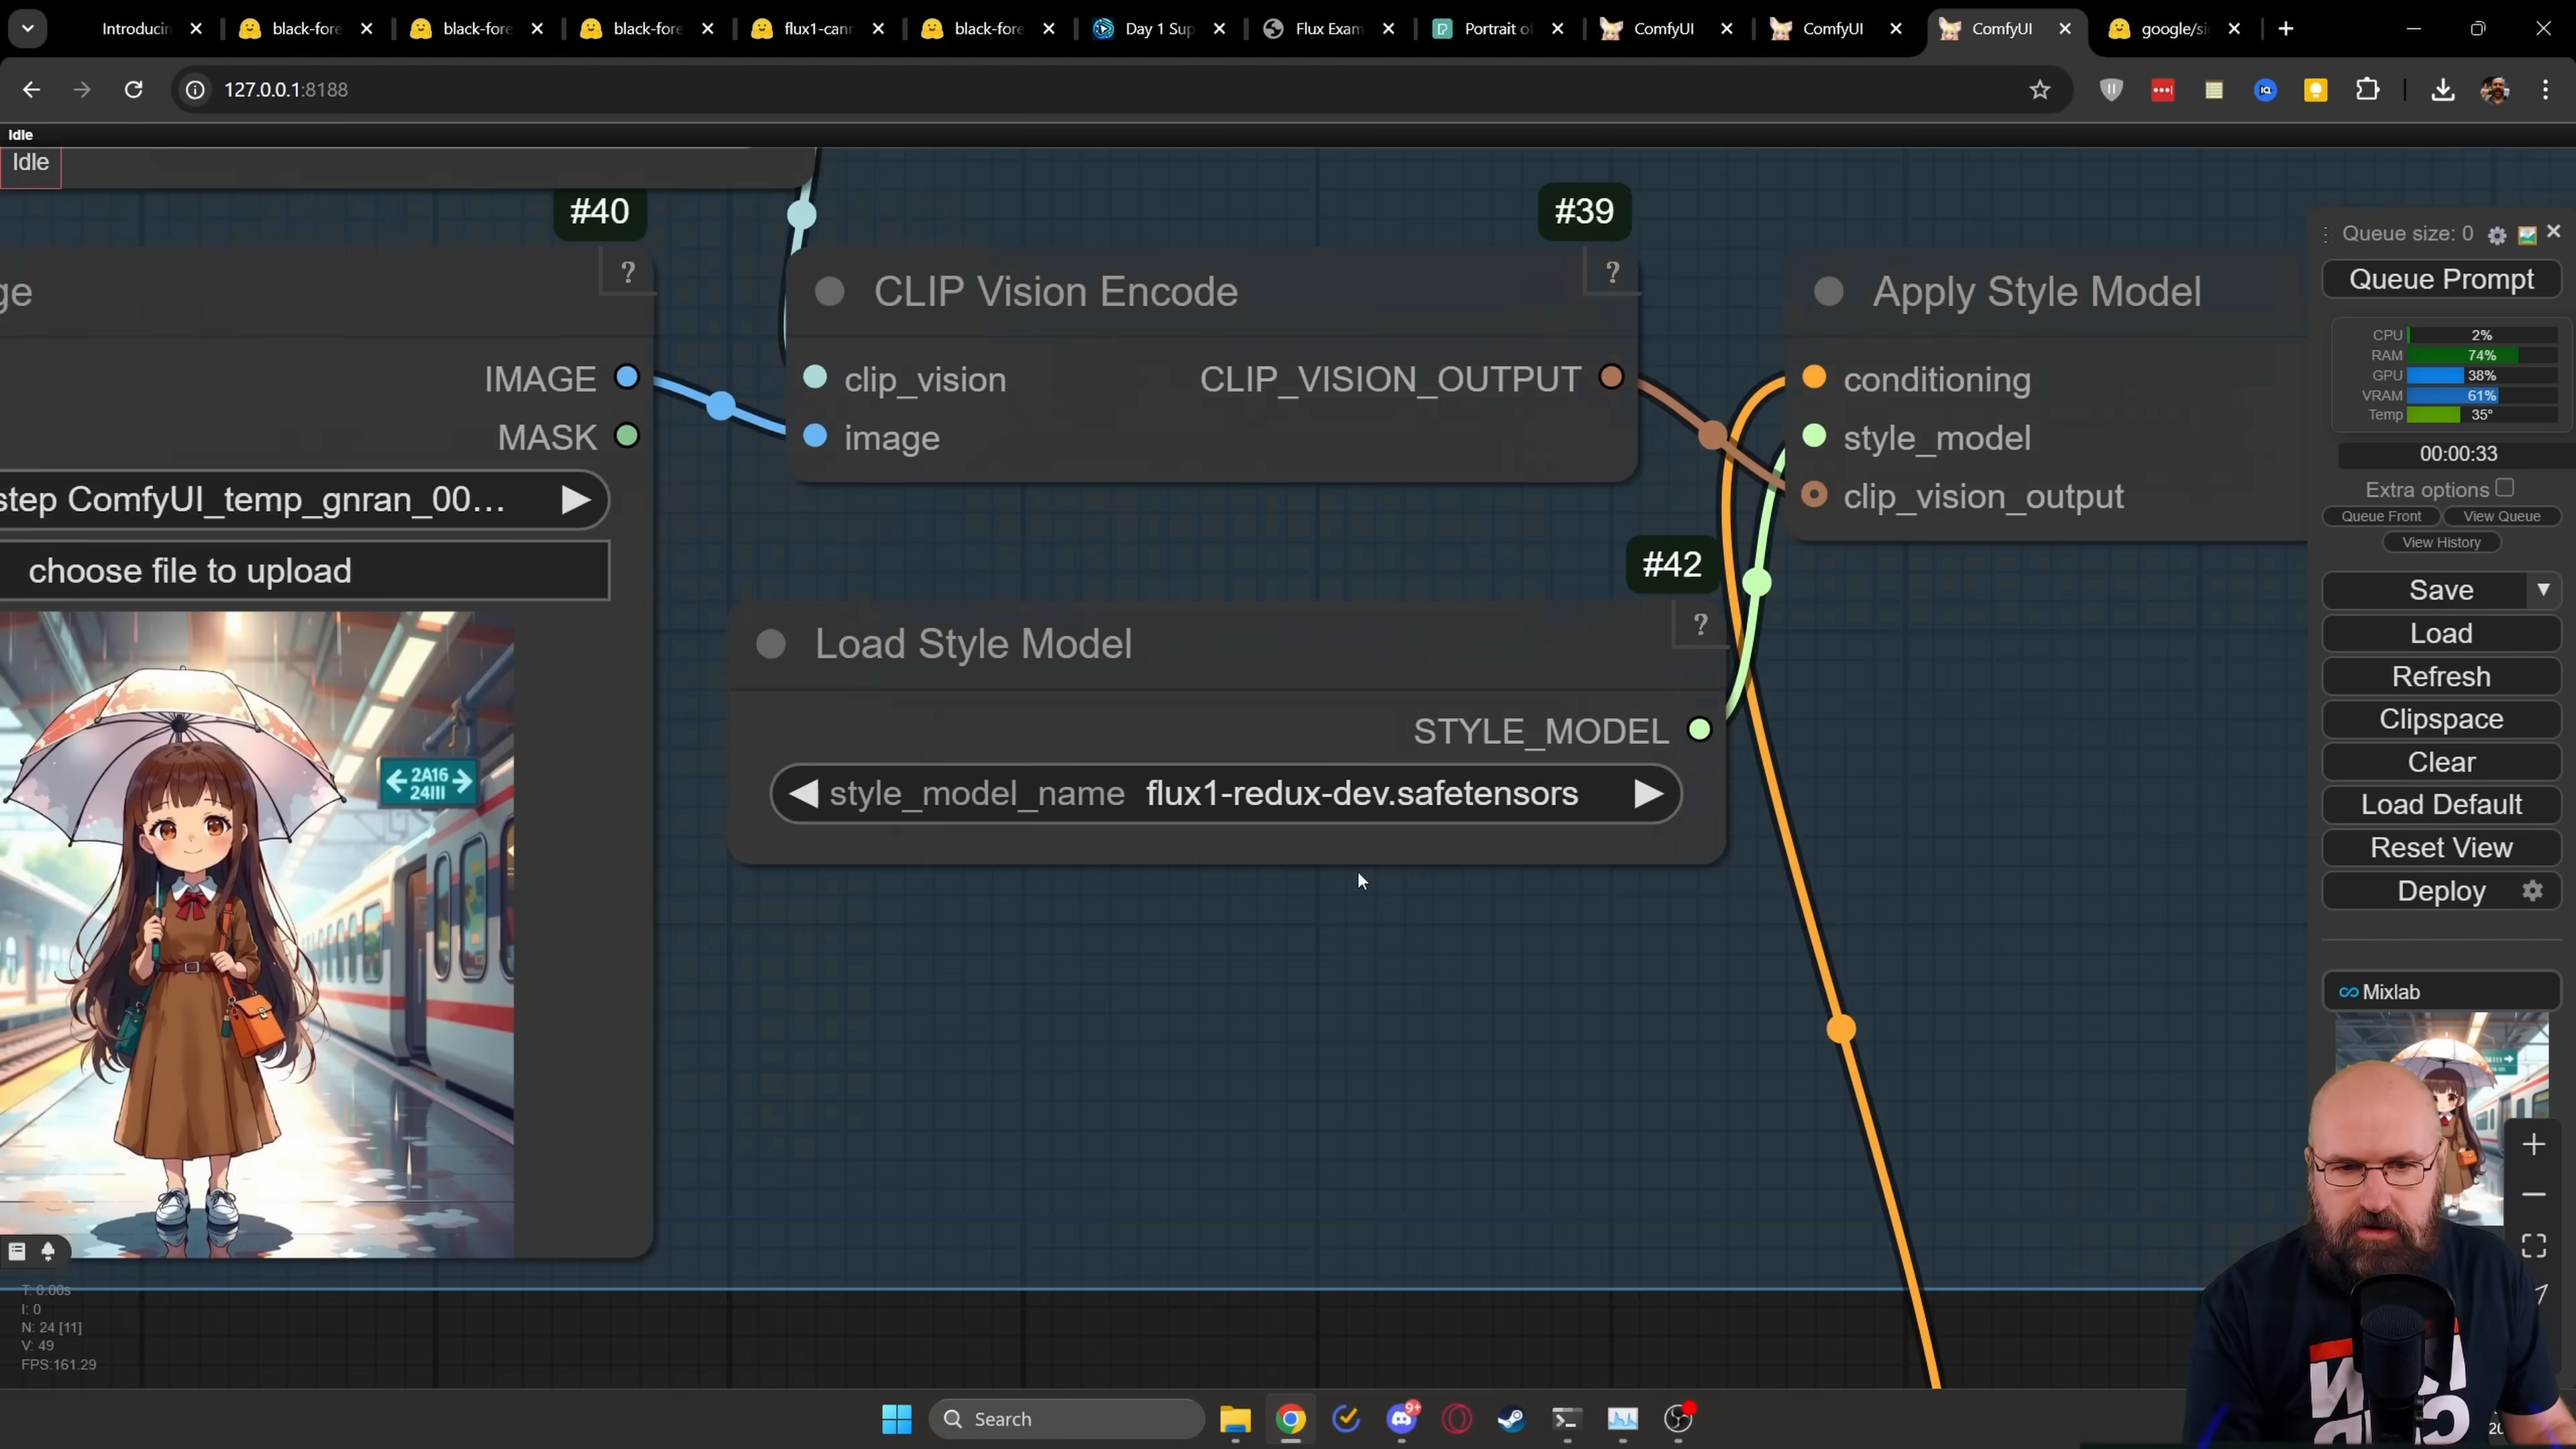 Introducin
black-fore
black-fore
black-fore
flux1-cann
black-fore
Day 1 Sup
Flux Exam
Portrait of
ComfyUI
ComfyUI
ComfyUI
google/si
127.0.0.1:8188
Idle
Idle
#40
ge
?
IMAGE
MASK
step ComfyUI_temp_gnran_00...
choose file to upload
2A16
24III
#39
CLIP Vision Encode
?
clip_vision
CLIP_VISION_OUTPUT
image
Apply Style Model
conditioning
style_model
clip_vision_output
#42
Load Style Model
?
STYLE_MODEL
style_model_name flux1-redux-dev.safetensors
Queue size: 0
Queue Prompt
CPU 2%
RAM 74%
GPU 38%
VRAM 61%
Temp 35°
00:00:33
Extra options
Queue Front
View Queue
View History
Save
Load
Refresh
Clipspace
Clear
Load Default
Reset View
Deploy
Mixlab
T: 0.00s
I: 0
N: 24 [11]
V: 49
FPS:161.29
Search
9+